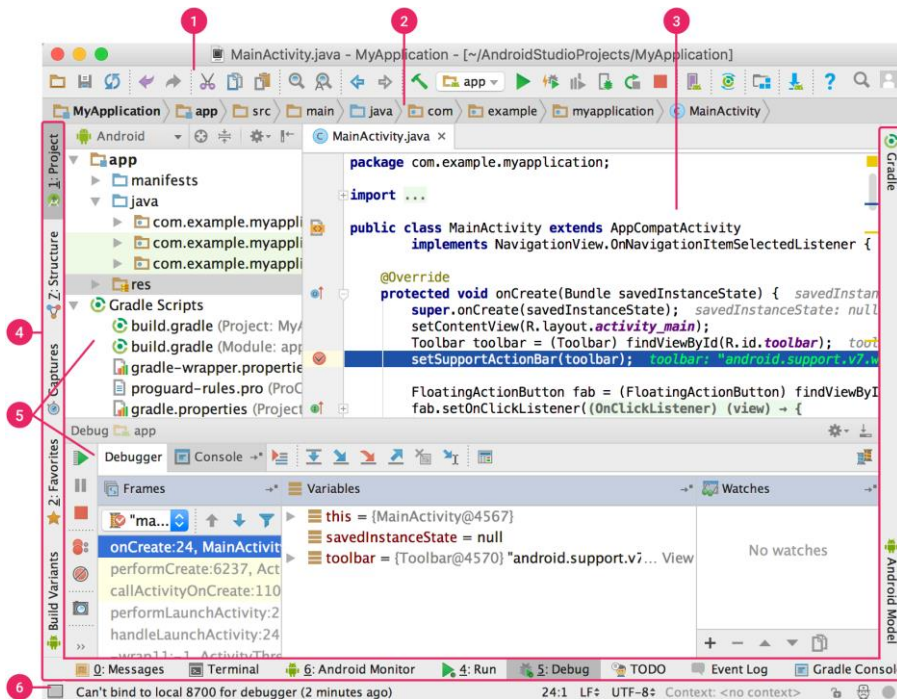 1
2
3
MainActivity.java - MyApplication - [~/AndroidStudioProjects/MyApplication]
app
?
MyApplication
app
src
main
java
com
example
myapplication
MainActivity
Android
MainActivity.java ×
1: Project
Z: Structure
Captures
2: Favorites
Build Variants
4
5
6
app
manifests
java
com.example.myappli
com.example.myappli
com.example.myappli
res
Gradle Scripts
build.gradle (Project: MyA
build.gradle (Module: app
gradle-wrapper.propertie
proguard-rules.pro (ProG
gradle.properties (Project
package com.example.myapplication;
import ...
public class MainActivity extends AppCompatActivity
implements NavigationView.OnNavigationItemSelectedListener {
@Override
protected void onCreate(Bundle savedInstanceState) { savedInstan
super.onCreate(savedInstanceState); savedInstanceState: null
setContentView(R.layout.activity_main);
Toolbar toolbar = (Toolbar) findViewById(R.id.toolbar); tool
setSupportActionBar(toolbar); toolbar: "android.support.v7.w
FloatingActionButton fab = (FloatingActionButton) findViewByI
fab.setOnClickListener((OnClickListener) (view) → {
Gradle
Android Model
Debug app
Debugger
Console
Frames
Variables
Watches
"ma...
onCreate:24, MainActivit
performCreate:6237, Act
callActivityOnCreate:110
performLaunchActivity:2
handleLaunchActivity:24
-wrap11:-1, ActivityThre
this = {MainActivity@4567}
savedInstanceState = null
toolbar = {Toolbar@4570} "android.support.v7... View
No watches
0: Messages
Terminal
6: Android Monitor
4: Run
5: Debug
TODO
Event Log
Gradle Consol
Can't bind to local 8700 for debugger (2 minutes ago)
24:1 LF÷ UTF-8÷ Context: <no context>